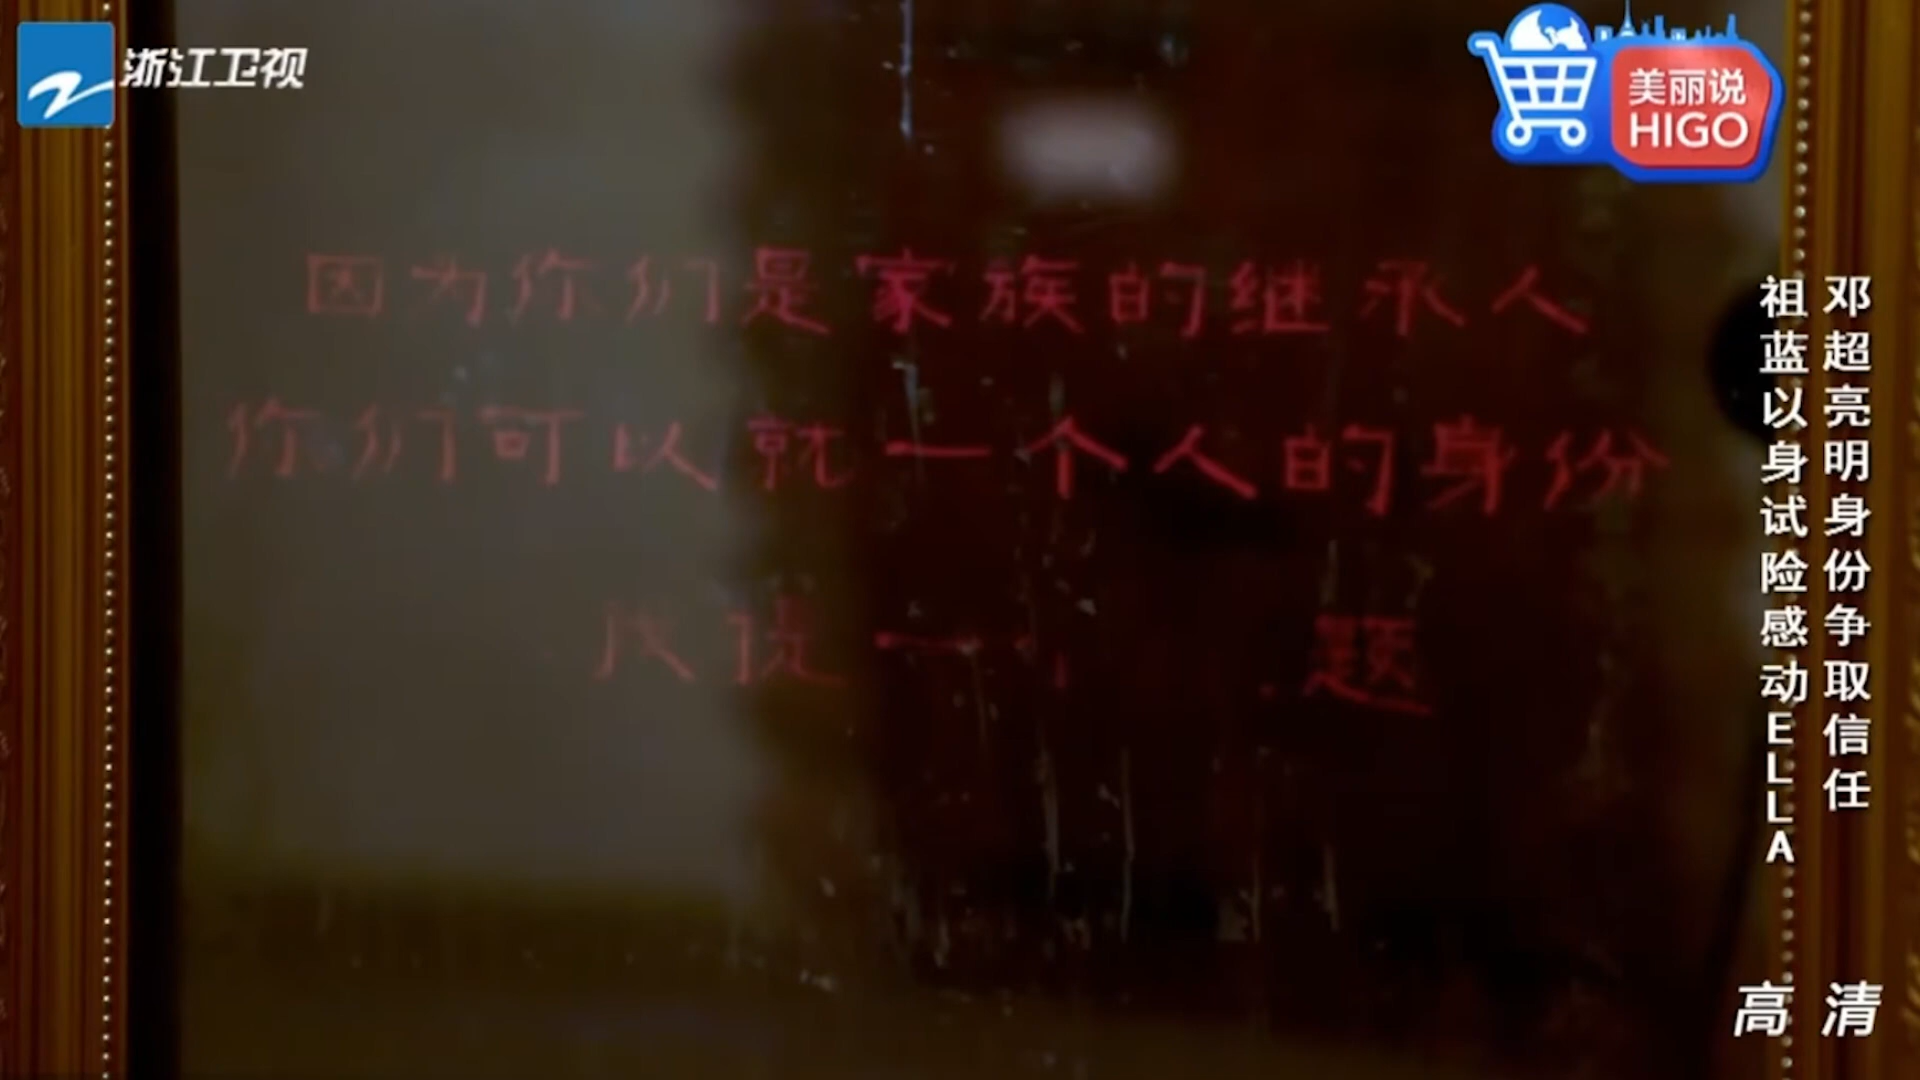 浙江卫视
美丽说
HIGO
因为你们是家族的继承人
你们可以就一个人的身份
一
题
邓超亮明身份争取信任
祖蓝以身试险感动ELLA
高清